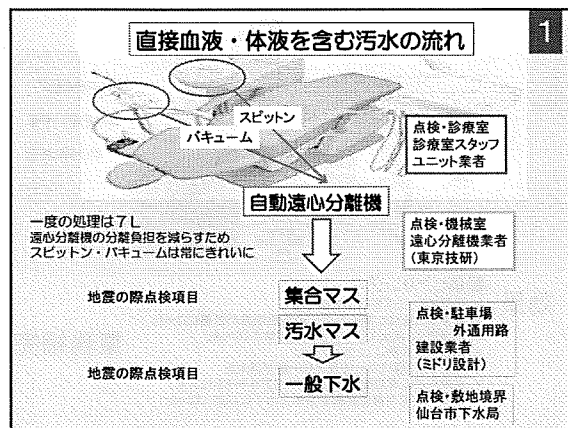 1
直接血液・体液を含む汚水の流れ
スピットン
バキューム
点検・診療室
診療室スタッフ
ユニット業者
自動遠心分離機
一度の処理は7L
遠心分離機の分離負担を減らすため
スピットン・バキュームは常にきれいに
点検・機械室
遠心分離機業者
(東京技研)
地震の際点検項目
集合マス
汚水マス
点検・駐車場
外通用路
建設業者
(ミドリ設計)
地震の際点検項目
一般下水
点検・敷地境界
仙台市下水局